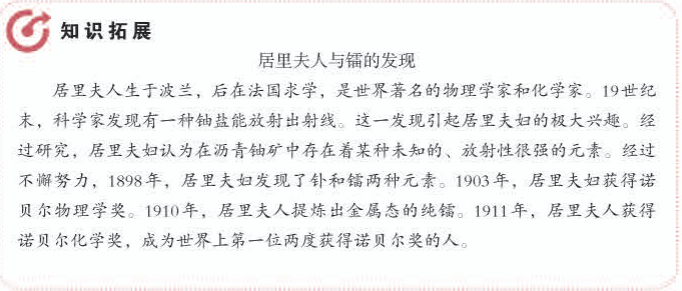 知识拓展
居里夫人与镭的发现
居里夫人生于波兰，后在法国求学，是世界著名的物理学家和化学家。19世纪
末，科学家发现有一种铀盐能放射出射线。这一发现引起居里夫妇的极大兴趣。经
过研究，居里夫妇认为在沥青铀矿中存在着某种未知的、放射性很强的元素。经过
不懈努力，1898年，居里夫妇发现了钋和镭两种元素。1903年，居里夫妇获得诺
贝尔物理学奖。1910年，居里夫人提炼出金属态的纯镭。1911年，居里夫人获得
诺贝尔化学奖，成为世界上第一位两度获得诺贝尔奖的人。